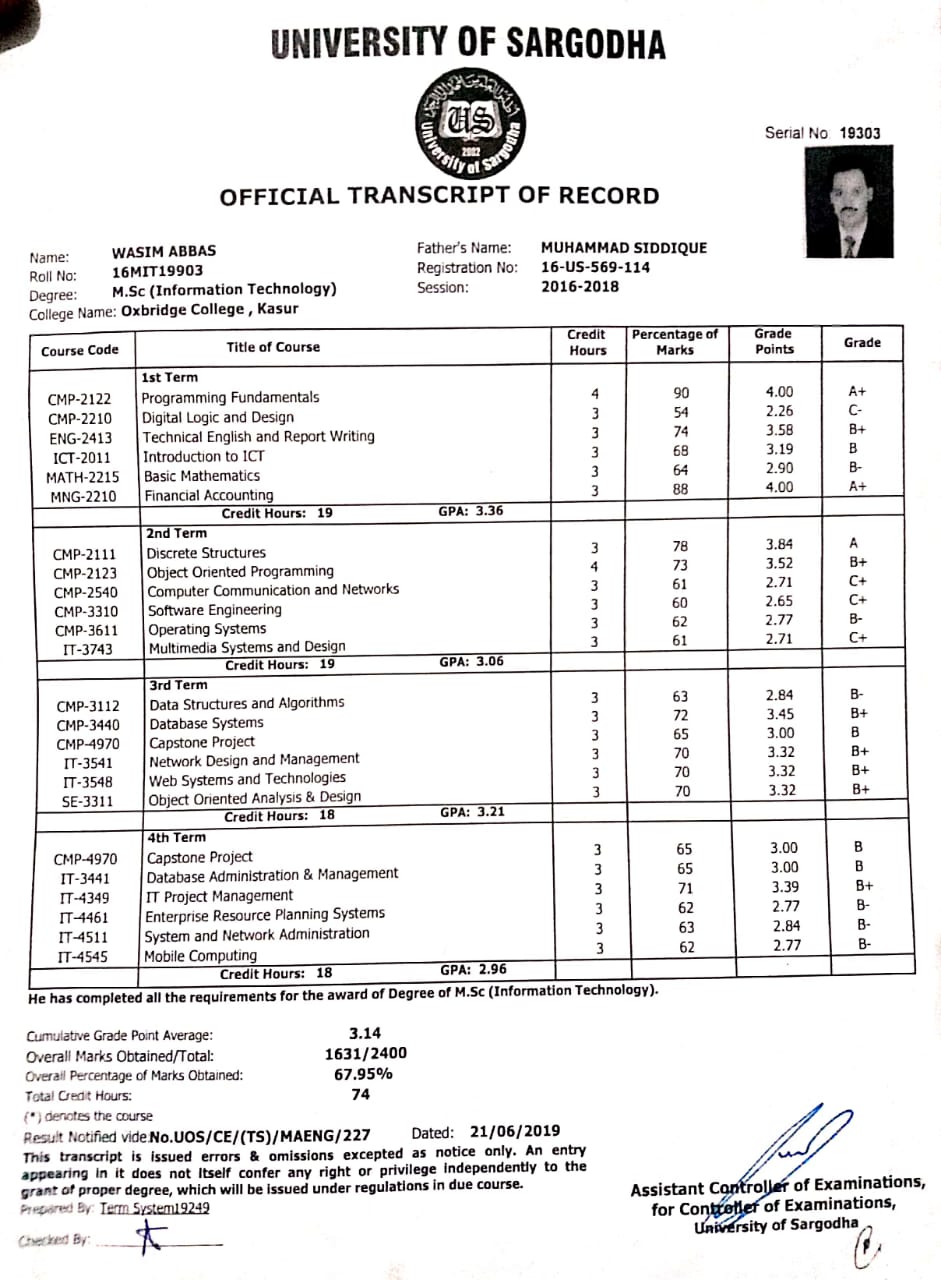 UNIVERSITY OF SARGODHA
US
2002
University of Sargodha
Serial No 19303
OFFICIAL TRANSCRIPT OF RECORD
Name: WASIM ABBAS Father's Name: MUHAMMAD SIDDIQUE
Roll No: 16MIT19903 Registration No: 16-US-569-114
Degree: M.Sc (Information Technology) Session: 2016-2018
College Name: Oxbridge College , Kasur
Course Code Title of Course Credit Hours Percentage of Marks Grade Points Grade
1st Term
CMP-2122 Programming Fundamentals 4 90 4.00 A+
CMP-2210 Digital Logic and Design 3 54 2.26 C-
ENG-2413 Technical English and Report Writing 3 74 3.58 B+
ICT-2011 Introduction to ICT 3 68 3.19 B
MATH-2215 Basic Mathematics 3 64 2.90 B-
MNG-2210 Financial Accounting 3 88 4.00 A+
Credit Hours: 19 GPA: 3.36
2nd Term
CMP-2111 Discrete Structures 3 78 3.84 A
CMP-2123 Object Oriented Programming 4 73 3.52 B+
CMP-2540 Computer Communication and Networks 3 61 2.71 C+
CMP-3310 Software Engineering 3 60 2.65 C+
CMP-3611 Operating Systems 3 62 2.77 B-
IT-3743 Multimedia Systems and Design 3 61 2.71 C+
Credit Hours: 19 GPA: 3.06
3rd Term
CMP-3112 Data Structures and Algorithms 3 63 2.84 B-
CMP-3440 Database Systems 3 72 3.45 B+
CMP-4970 Capstone Project 3 65 3.00 B
IT-3541 Network Design and Management 3 70 3.32 B+
IT-3548 Web Systems and Technologies 3 70 3.32 B+
SE-3311 Object Oriented Analysis & Design 3 70 3.32 B+
Credit Hours: 18 GPA: 3.21
4th Term
CMP-4970 Capstone Project 3 65 3.00 B
IT-3441 Database Administration & Management 3 65 3.00 B
IT-4349 IT Project Management 3 71 3.39 B+
IT-4461 Enterprise Resource Planning Systems 3 62 2.77 B-
IT-4511 System and Network Administration 3 63 2.84 B-
IT-4545 Mobile Computing 3 62 2.77 B-
Credit Hours: 18 GPA: 2.96
He has completed all the requirements for the award of Degree of M.Sc (Information Technology).
Cumulative Grade Point Average: 3.14
Overall Marks Obtained/Total: 1631/2400
Overall Percentage of Marks Obtained: 67.95%
Total Credit Hours: 74
(*) denotes the course
Result Notified vide No.UOS/CE/(TS)/MAENG/227 Dated: 21/06/2019
This transcript is issued errors & omissions excepted as notice only. An entry
appearing in it does not itself confer any right or privilege independently to the
grant of proper degree, which will be issued under regulations in due course.
Prepared By: Term System19249
Checked By:
Assistant Controller of Examinations,
for Controller of Examinations,
University of Sargodha